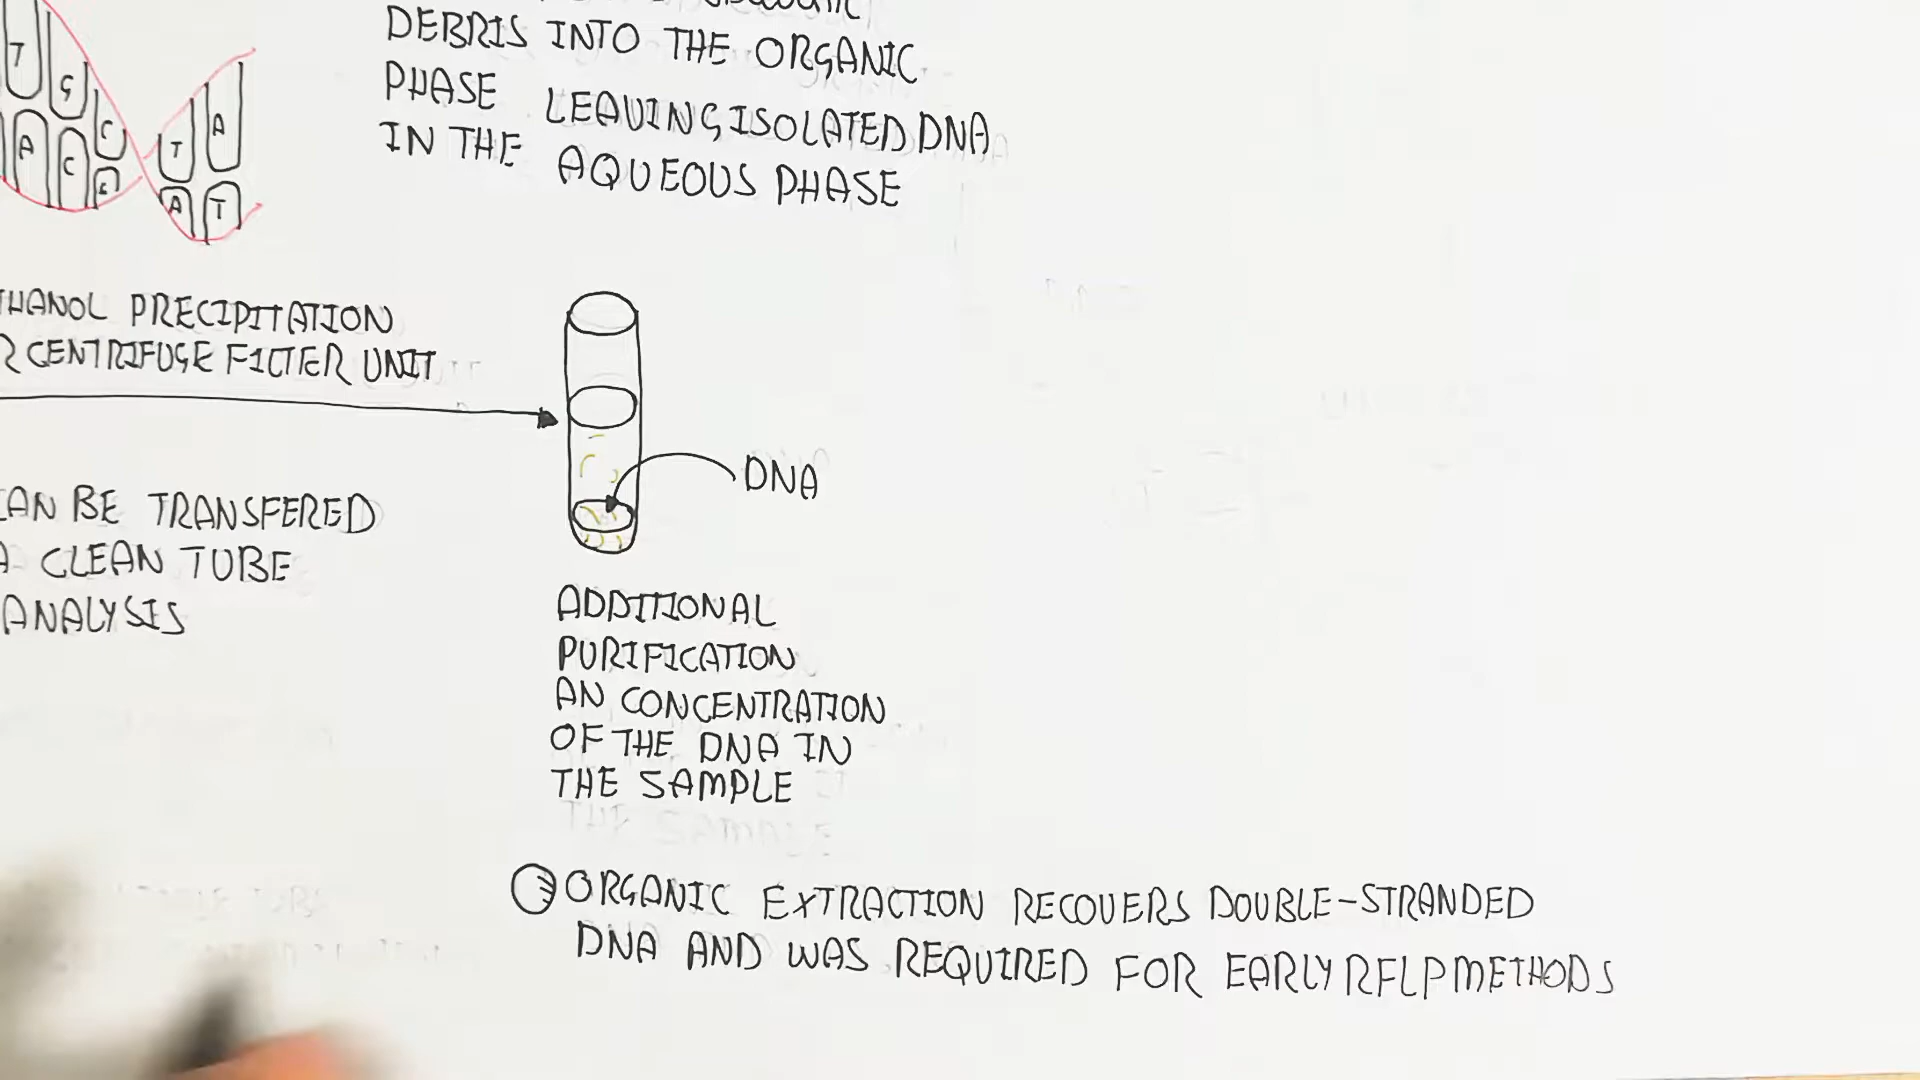 DEBRIS INTO THE ORGANIC
PHASE LEAVING ISOLATED DNA
IN THE AQUEOUS PHASE
T
G
C
T
A
A
C
G
A
T
THANOL PRECIPITATION
R CENTRIFUGE FILTER UNIT
DNA
CAN BE TRANSFERED
A CLEAN TUBE
ANALYSIS
ADDITIONAL
PURIFICATION
AN CONCENTRATION
OF THE DNA IN
THE SAMPLE
ORGANIC EXTRACTION RECOVERS DOUBLE-STRANDED
DNA AND WAS REQUIRED FOR EARLY RFLP METHODS